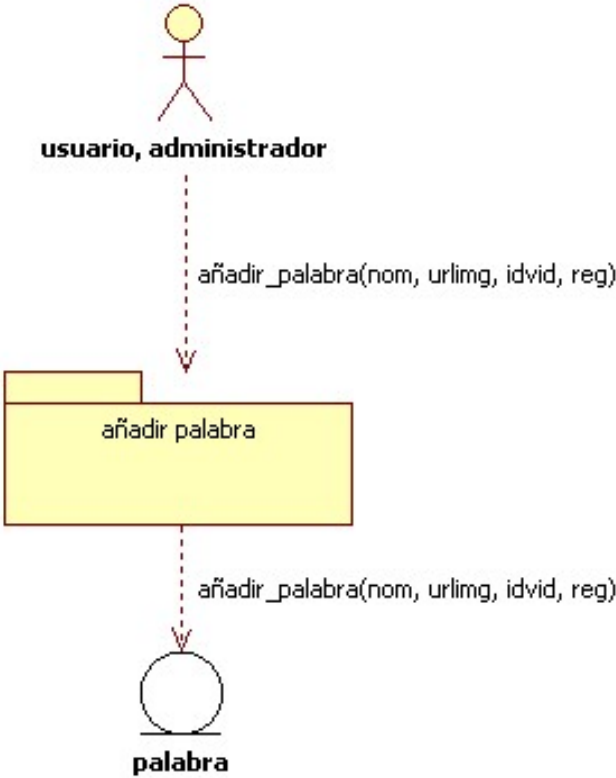 usuario, administrador
añadir_palabra(nom, urlimg, idvid, reg)
añadir palabra
añadir_palabra(nom, urlimg, idvid, reg)
palabra